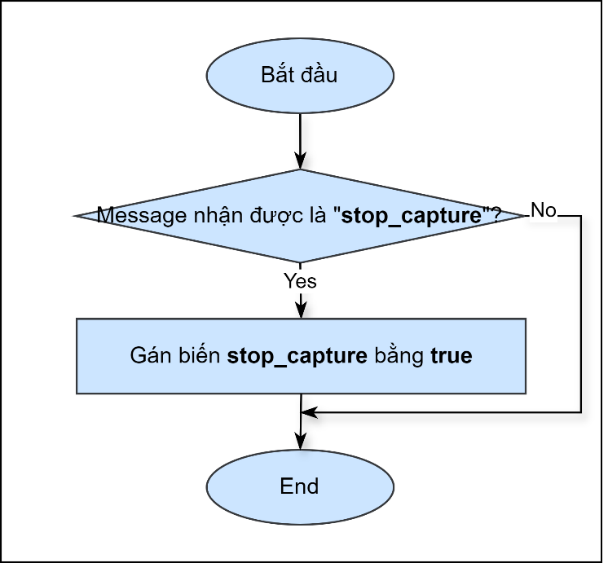 Bắt đầu
Message nhận được là "stop_capture"?
No
Yes
Gán biến stop_capture bằng true
End